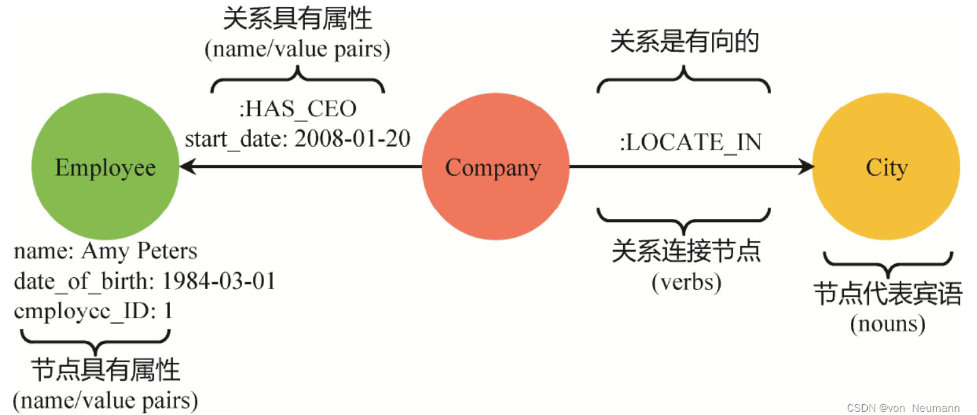 关系具有属性
(name/value pairs)
:HAS_CEO
start_date: 2008-01-20
关系是有向的
:LOCATE_IN
Employee
Company
City
name: Amy Peters
date_of_birth: 1984-03-01
employee_ID: 1
节点具有属性
(name/value pairs)
关系连接节点
(verbs)
节点代表宾语
(nouns)
CSDN @von_Neumann